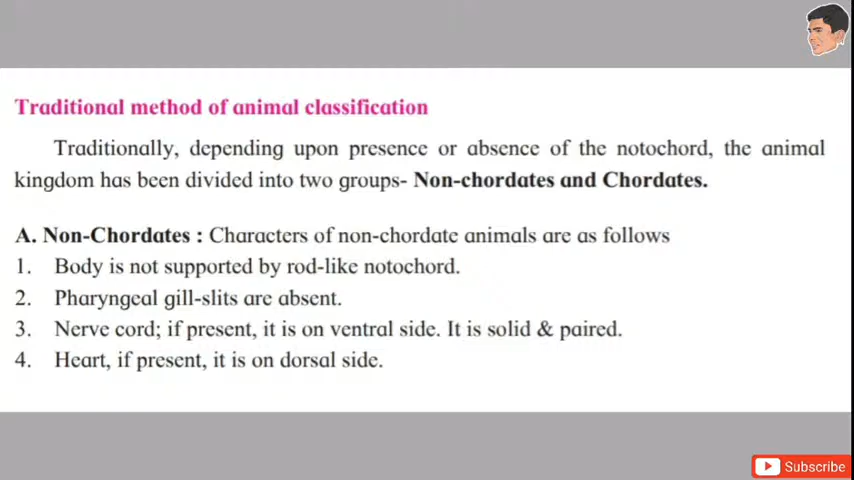 Traditional method of animal classification
Traditionally, depending upon presence or absence of the notochord, the animal
kingdom has been divided into two groups- Non-chordates and Chordates.
A. Non-Chordates : Characters of non-chordate animals are as follows
1. Body is not supported by rod-like notochord.
2. Pharyngeal gill-slits are absent.
3. Nerve cord; if present, it is on ventral side. It is solid & paired.
4. Heart, if present, it is on dorsal side.
Subscribe